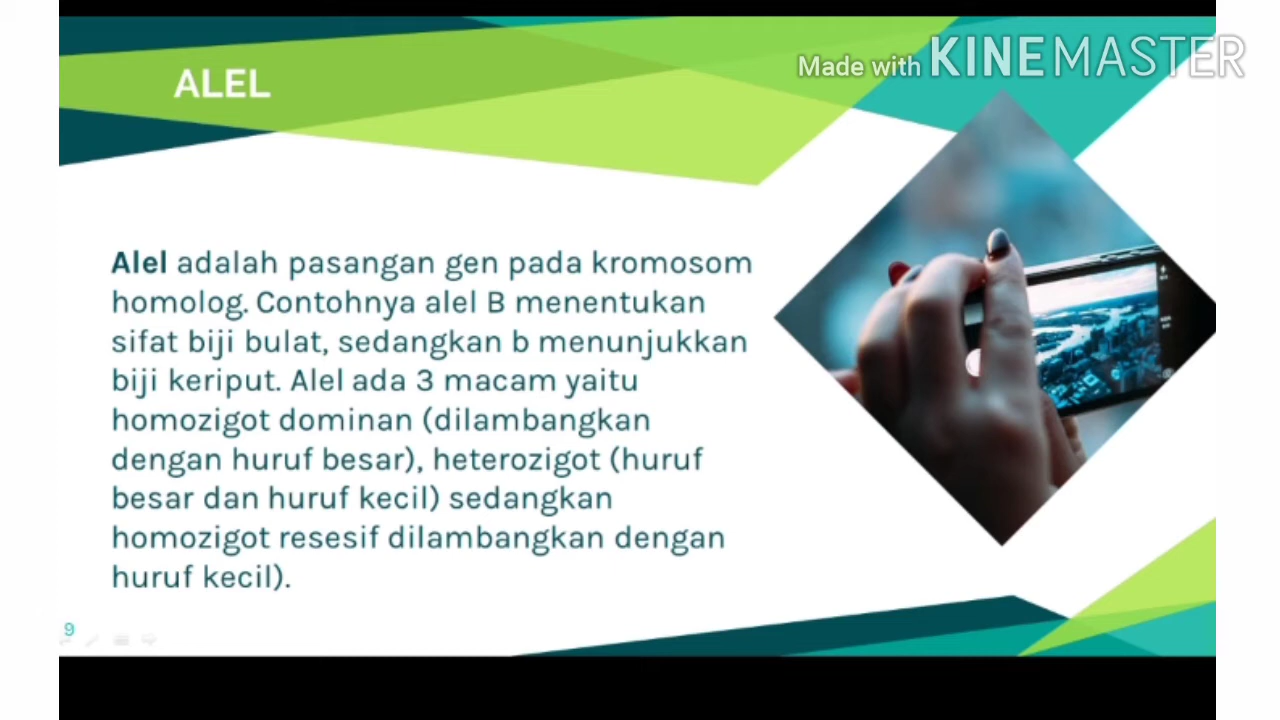 Made with KINEMASTER
ALEL
Alel adalah pasangan gen pada kromosom
homolog. Contohnya alel B menentukan
sifat biji bulat, sedangkan b menunjukkan
biji keriput. Alel ada 3 macam yaitu
homozigot dominan (dilambangkan
dengan huruf besar), heterozigot (huruf
besar dan huruf kecil) sedangkan
homozigot resesif dilambangkan dengan
huruf kecil).
9